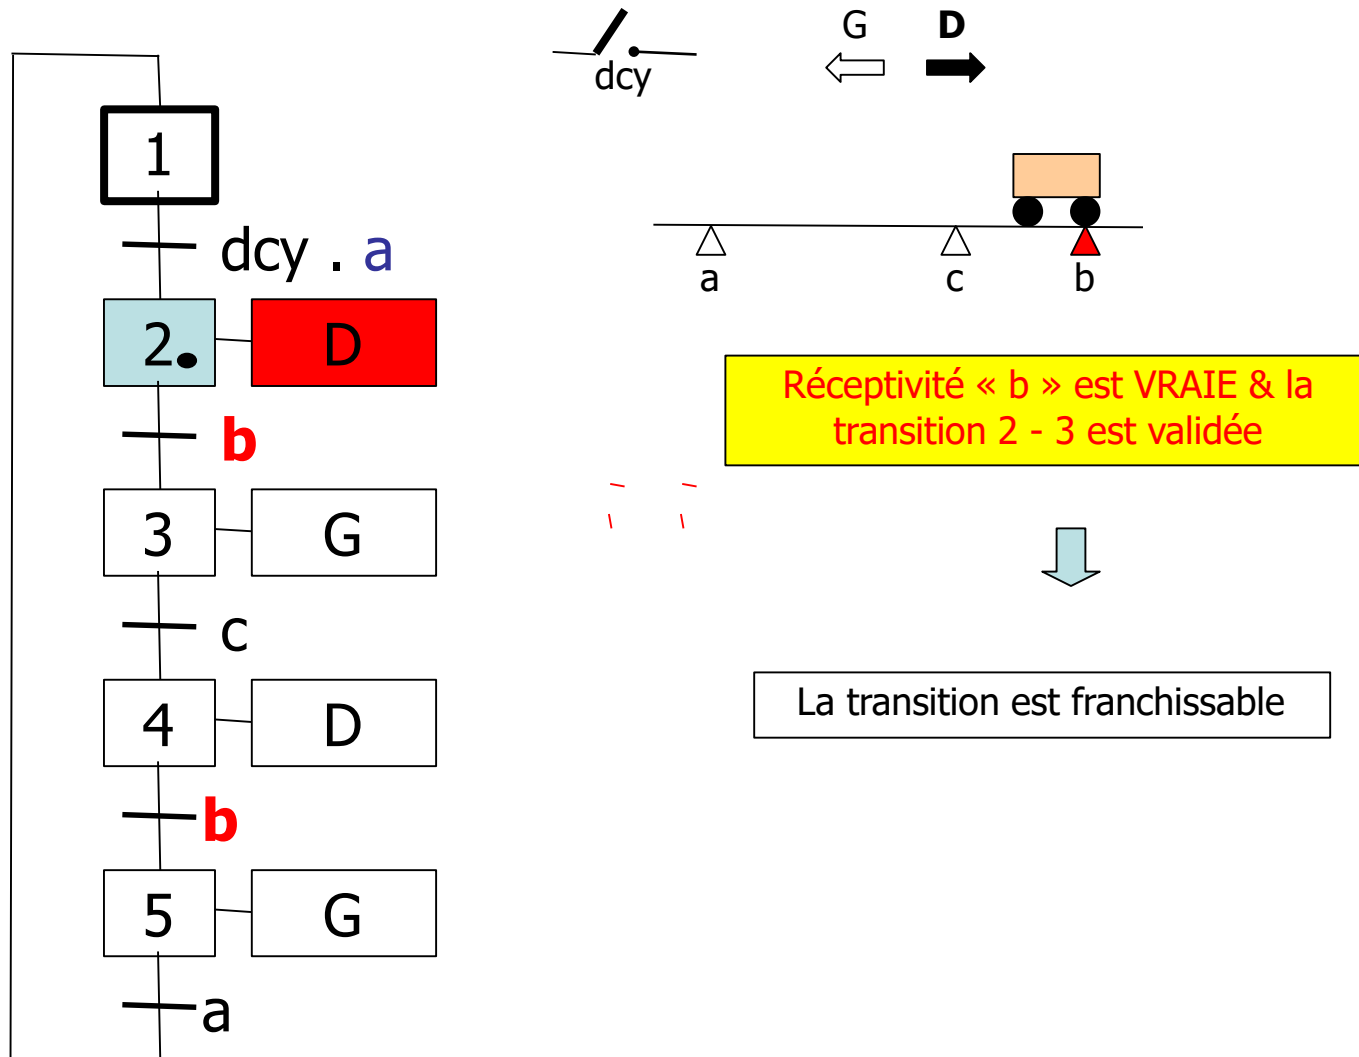 dcy
G D
1
dcy . a
a c b
2. D
Réceptivité « b » est VRAIE & la
transition 2 - 3 est validée
b
3 G
c
4 D
La transition est franchissable
b
5 G
a